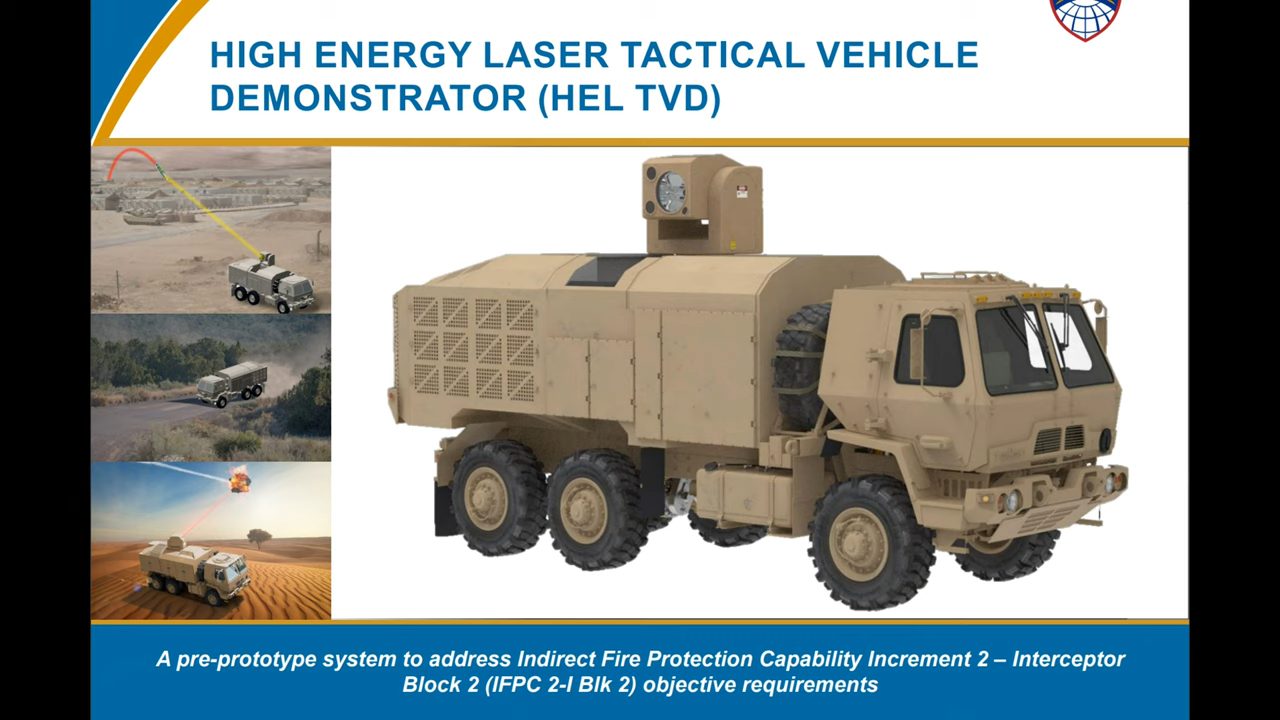 HIGH ENERGY LASER TACTICAL VEHICLE
DEMONSTRATOR (HEL TVD)
A pre-prototype system to address Indirect Fire Protection Capability Increment 2 – Interceptor
Block 2 (IFPC 2-I Blk 2) objective requirements